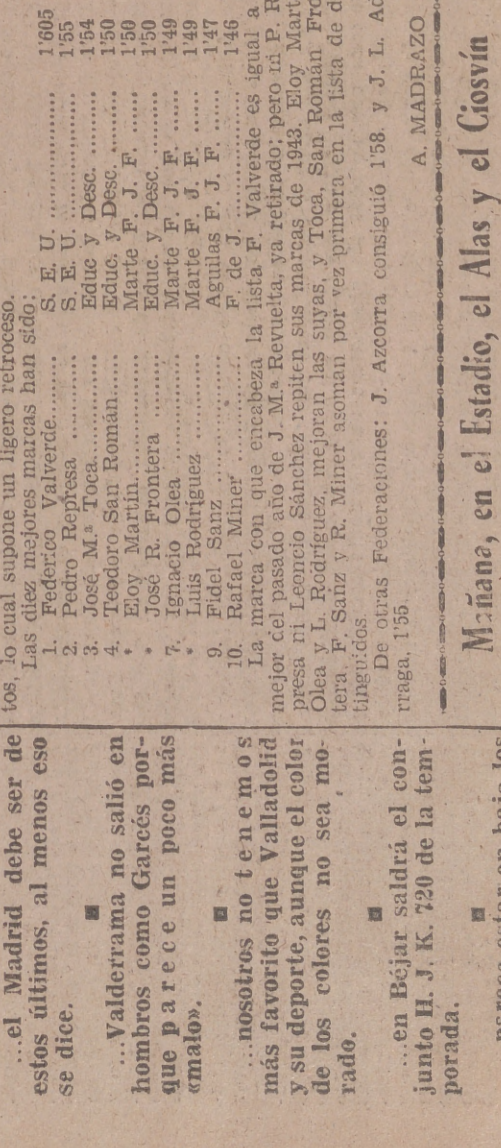 ...el Madrid debe ser de
estos últimos, al menos eso
se dice.
...Valderrama no salió en
hombros como Garcés por-
que parece un poco más
«malo».
...nosotros no tenemos
más favorito que Valladolid
y su deporte, aunque el color
de los colores no sea mo-
rado.
...en Béjar saldrá el con-
junto H. J. K. 720 de la tem-
porada.
tos, lo cual supone un ligero retroceso.
Las diez mejores marcas han sido:
1. Federico Valverde........ S. E. U. .................. 1'605
2. Pedro Represa ........... S. E. U. .................. 1'55
3. José M.ª Toca............. Educ y Desc. ......... 1'54
4. Teodoro San Román...... Educ. y Desc. ......... 1'50
* Eloy Martín............... Marte F. J. F. ...... 1'50
* José R. Frontera ........ Educ. y Desc. ......... 1'50
7. Ignacio Olea ............. Marte F. J. F. ...... 1'49
* Luis Rodríguez .......... Marte F. J. F. ...... 1'49
9. Fidel Sanz ............... Aguilas F. J. F. ...... 1'47
10. Rafael Miner ............. F. de J. .................. 1'46
La marca con que encabeza la lista F. Valverde es igual a
mejor del pasado año de J. M.ª Revuelta, ya retirado; pero ni P. R
presa ni Leoncio Sánchez repiten sus marcas de 1943. Eloy Mart
Olea y L. Rodríguez, mejoran las suyas, y Toca, San Román Fro
tera, F. Sanz y R. Miner asoman por vez primera en la lista de d
tinguidos
De otras Federaciones: J. Azcorra consiguió 1'58. y J. L. Ac
rraga, 1'55.
A. MADRAZO
Mañana, en el Estadio, el Alas y el Ciosvín